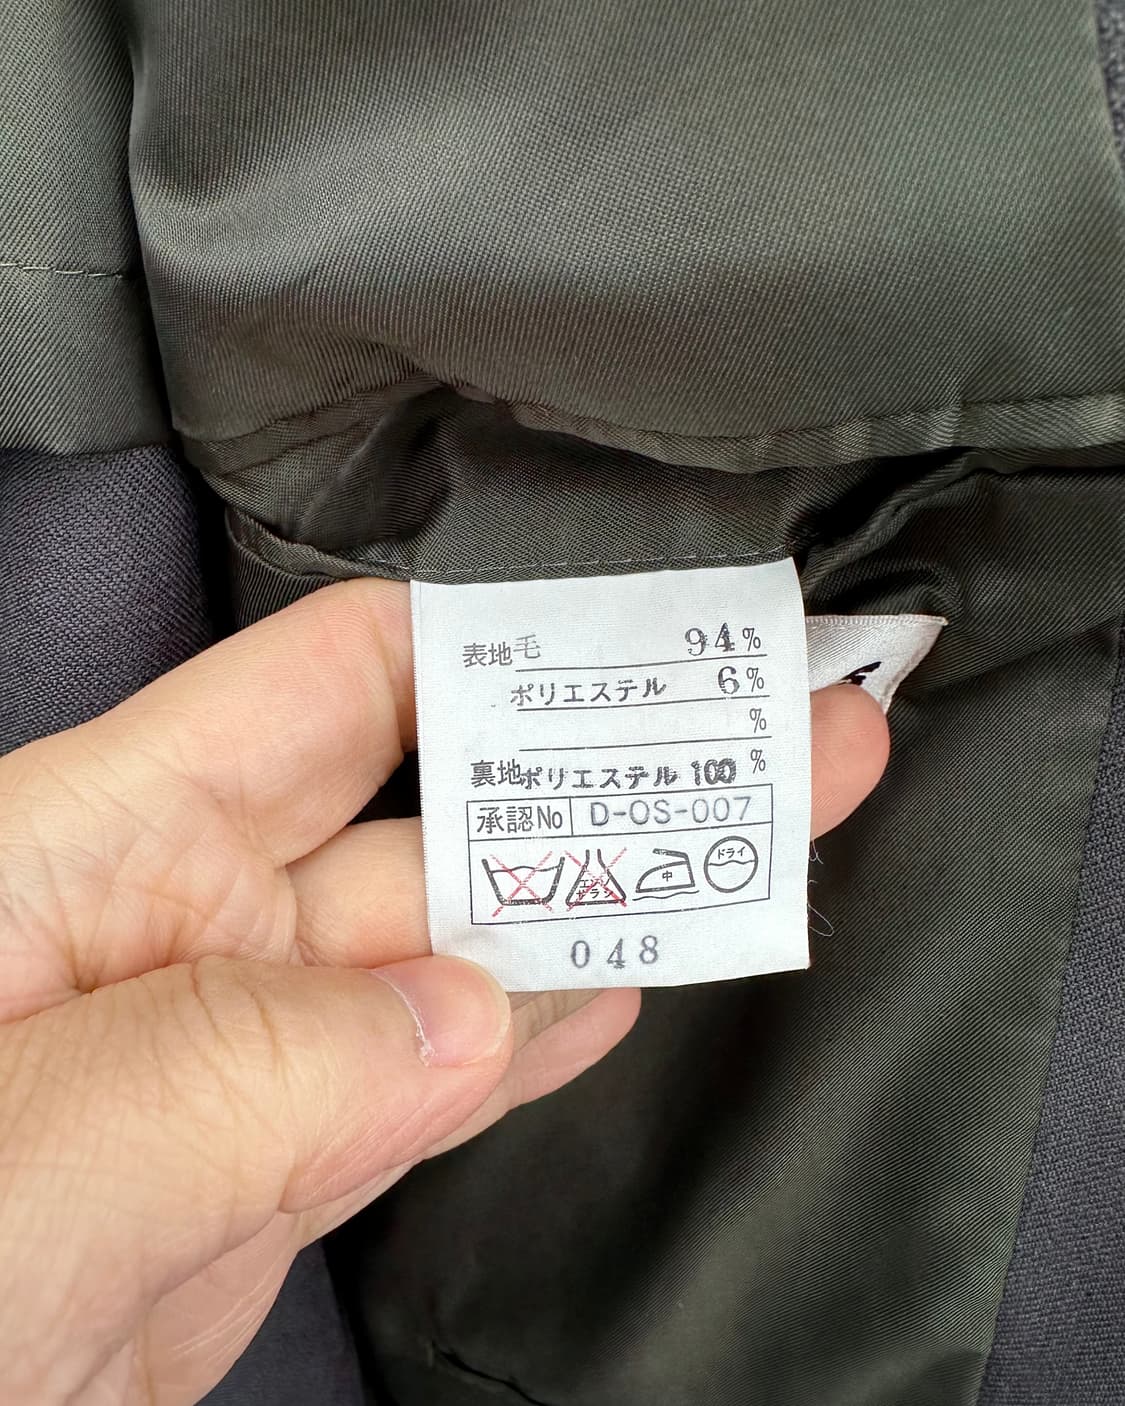 表地毛 94%
ポリエステル 6%
%
裏地ポリエステル 100%
承認No D-OS-007
エンソ サラシ 中 ドライ
048